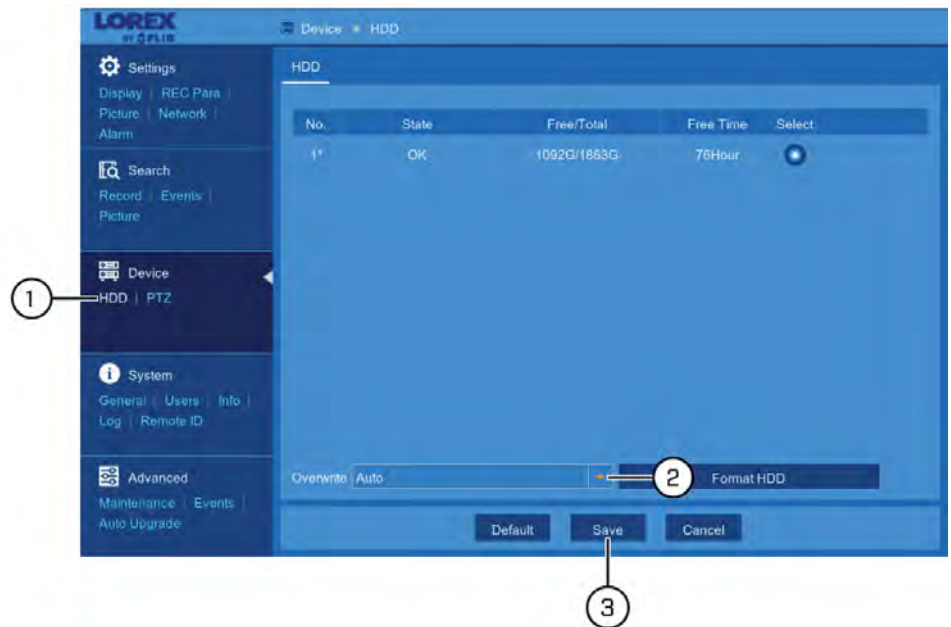 LOREX
BY FLIR
Device HDD
Settings
Display | REC Para |
Picture | Network |
Alarm
Search
Record | Events |
Picture
Device
HDD | PTZ
System
General | Users | Info |
Log | Remote ID
Advanced
Maintenance | Events |
Auto Upgrade
HDD
No. State Free/Total Free Time Select
1* OK 1092G/1863G 76Hour
Overwrite Auto Format HDD
Default Save Cancel
1
2
3